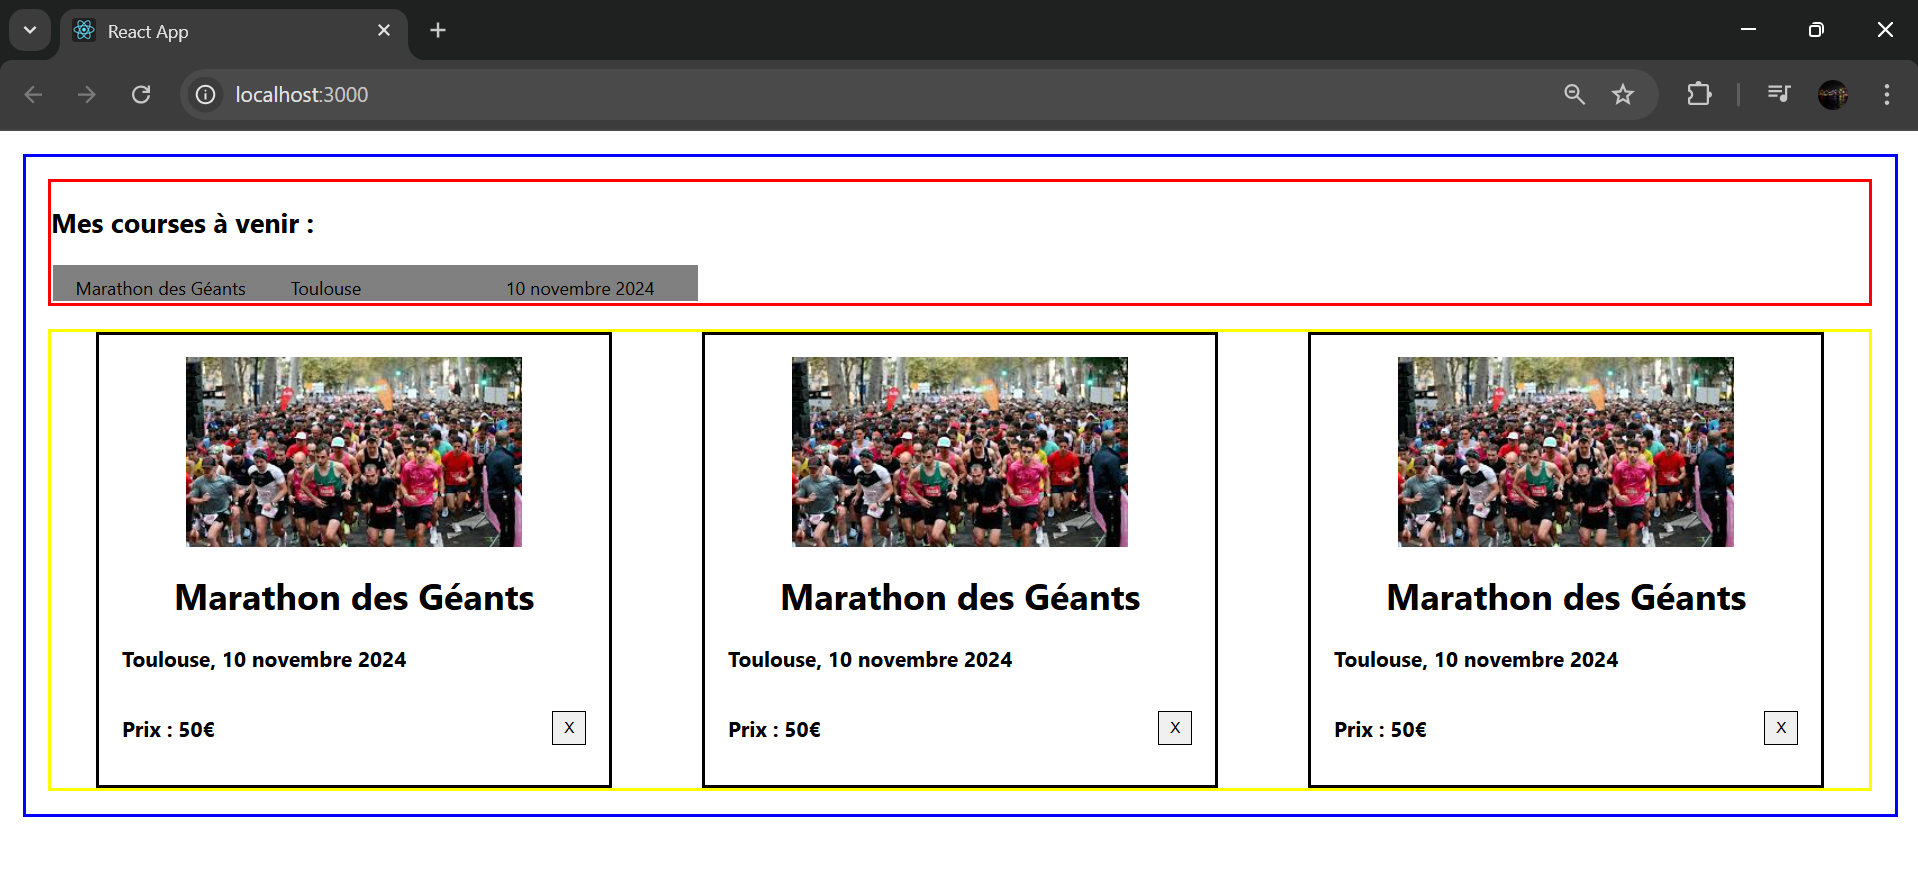 React App
localhost:3000
Mes courses à venir :
Marathon des Géants Toulouse 10 novembre 2024
Marathon des Géants
Toulouse, 10 novembre 2024
Prix : 50€ X
Marathon des Géants
Toulouse, 10 novembre 2024
Prix : 50€ X
Marathon des Géants
Toulouse, 10 novembre 2024
Prix : 50€ X